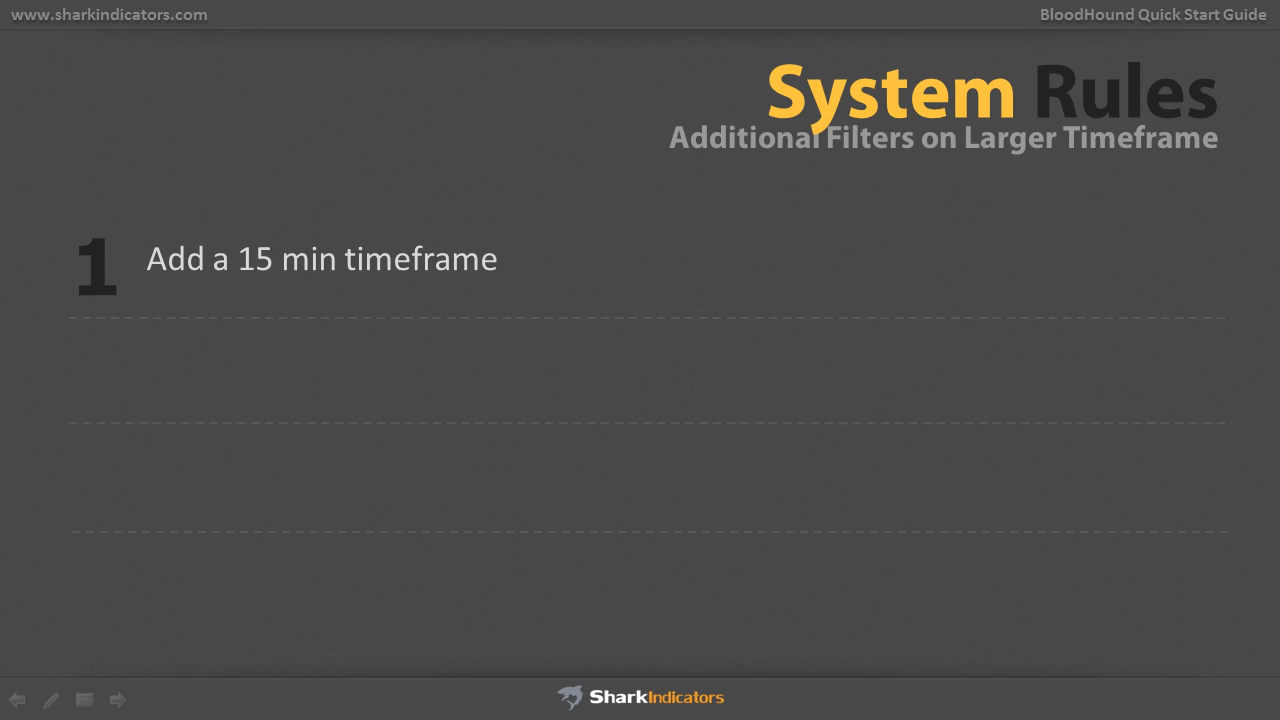 www.sharkindicators.com
BloodHound Quick Start Guide
System Rules
Additional Filters on Larger Timeframe
1 Add a 15 min timeframe
SharkIndicators